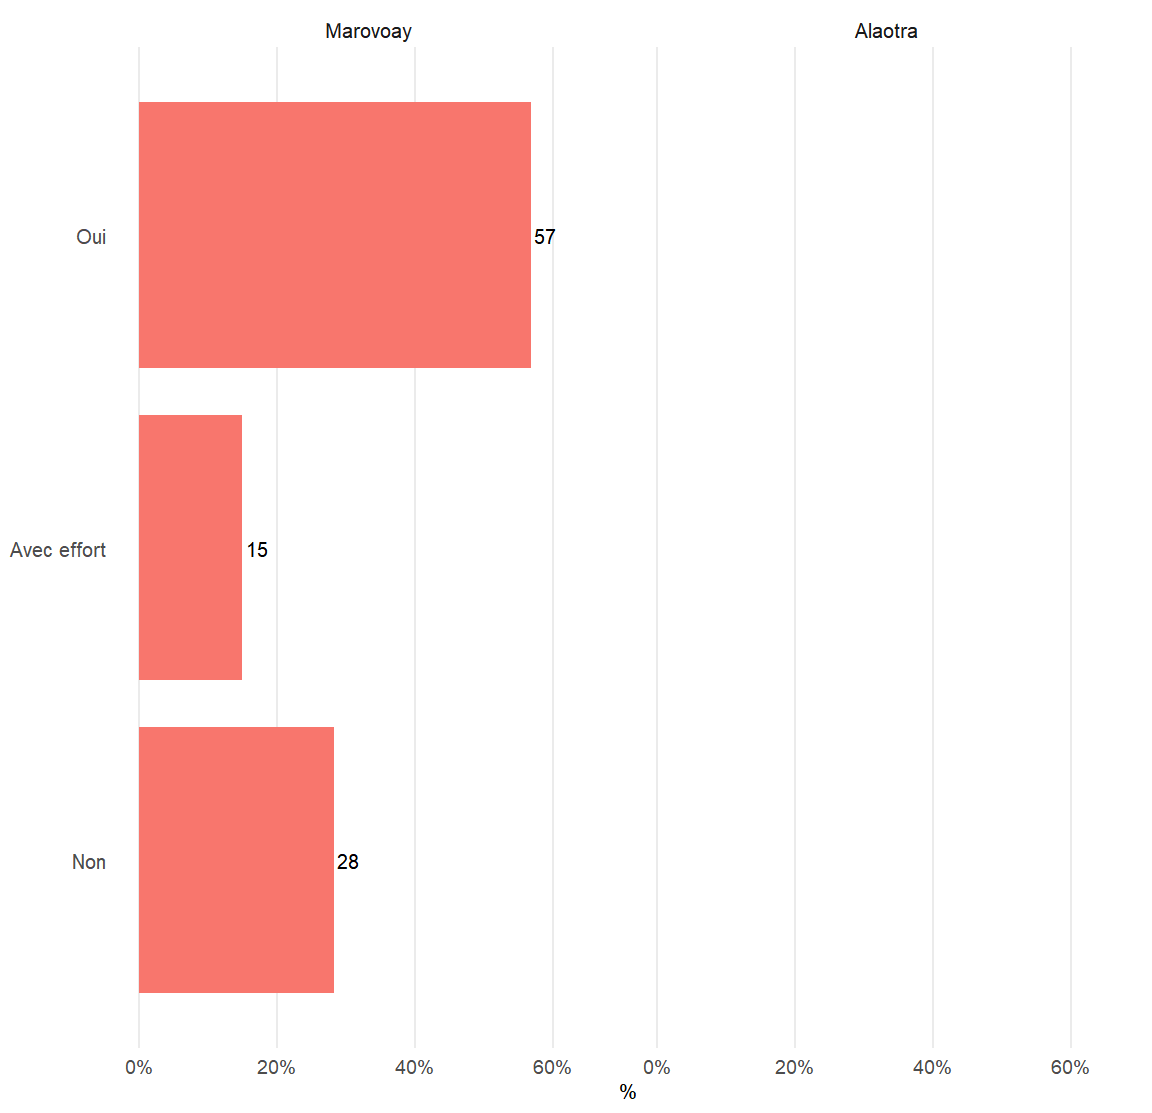 Marovoay Alaotra
Oui 57
Avec effort 15
Non 28
0% 20% 40% 60% 0% 20% 40% 60%
%